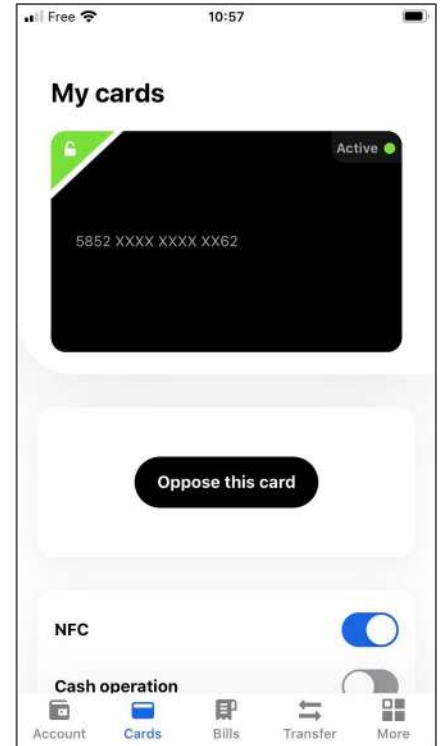 Free 10:57
My cards
Active
5852 XXXX XXXX XX62
Oppose this card
NFC
Cash operation
Account Cards Bills Transfer More